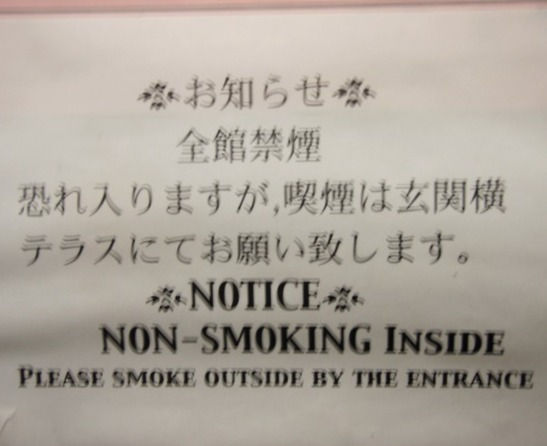 お知らせ
全館禁煙
恐れ入りますが,喫煙は玄関横
テラスにてお願い致します。
NOTICE
NON-SMOKING INSIDE
PLEASE SMOKE OUTSIDE BY THE ENTRANCE